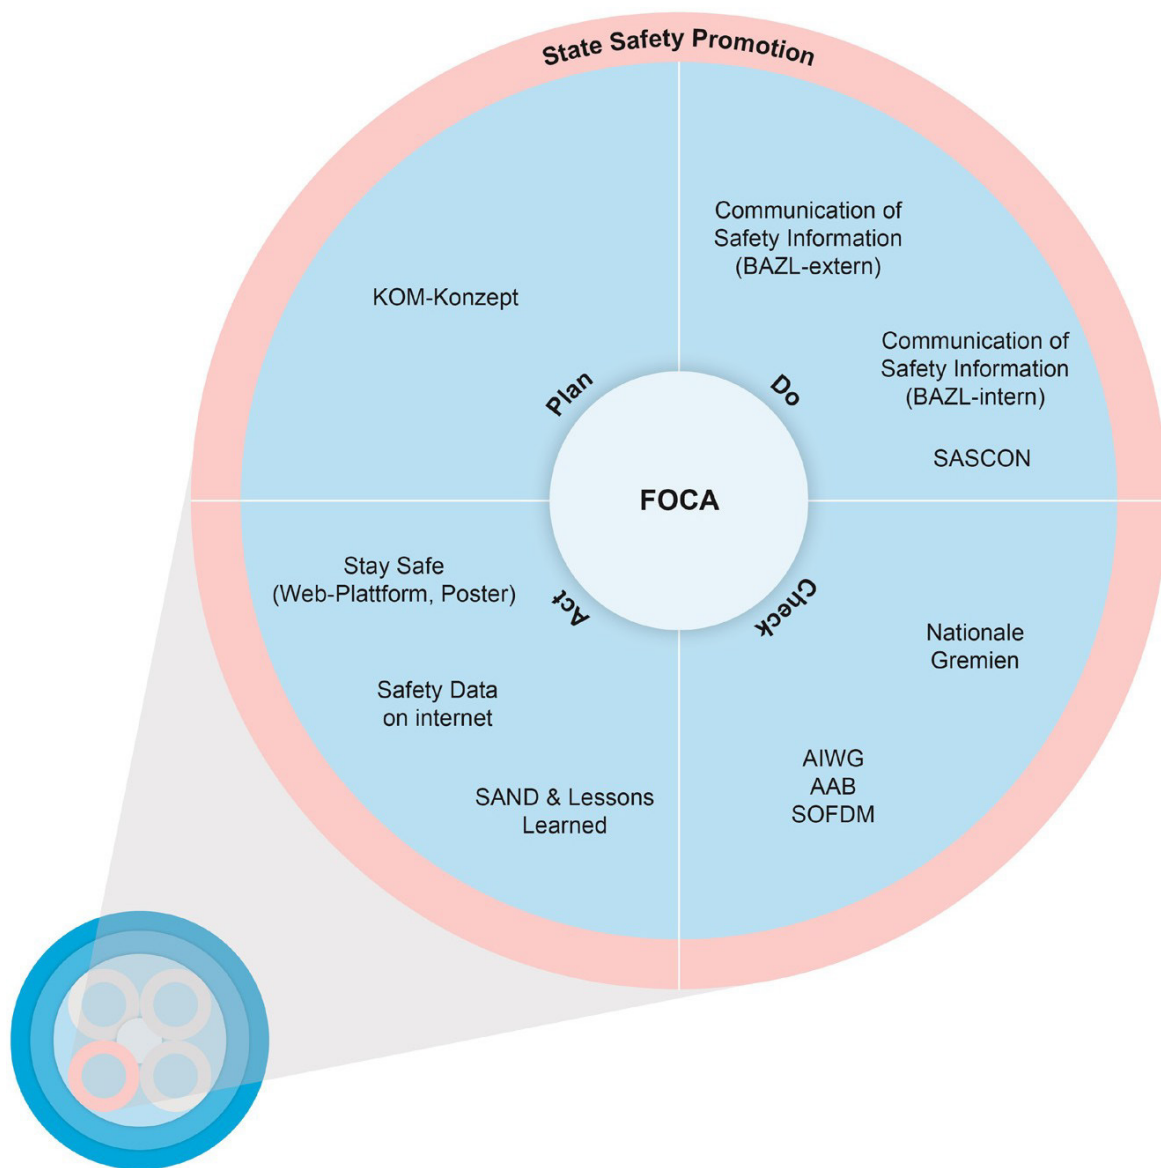 State Safety Promotion
Communication of
Safety Information
(BAZL-extern)
KOM-Konzept
Communication of
Safety Information
(BAZL-intern)
Plan
Do
SASCON
FOCA
Stay Safe
(Web-Plattform, Poster)
Act
Check
Nationale
Gremien
Safety Data
on internet
AIWG
AAB
SOFDM
SAND & Lessons
Learned